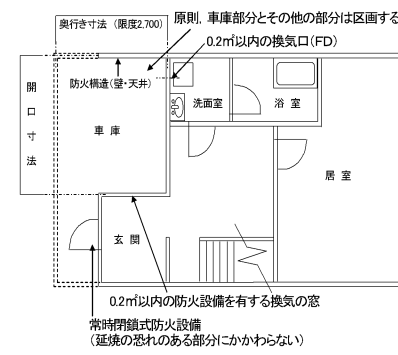 奥行き寸法（限度2.700）
原則，車庫部分とその他の部分は区画する
0.2㎡以内の換気口（FD）
防火構造（壁・天井）
開口寸法
車庫
洗面室
浴室
居室
玄関
0.2㎡以内の防火設備を有する換気の窓
常時閉鎖式防火設備
（延焼の恐れのある部分にかかわらない）